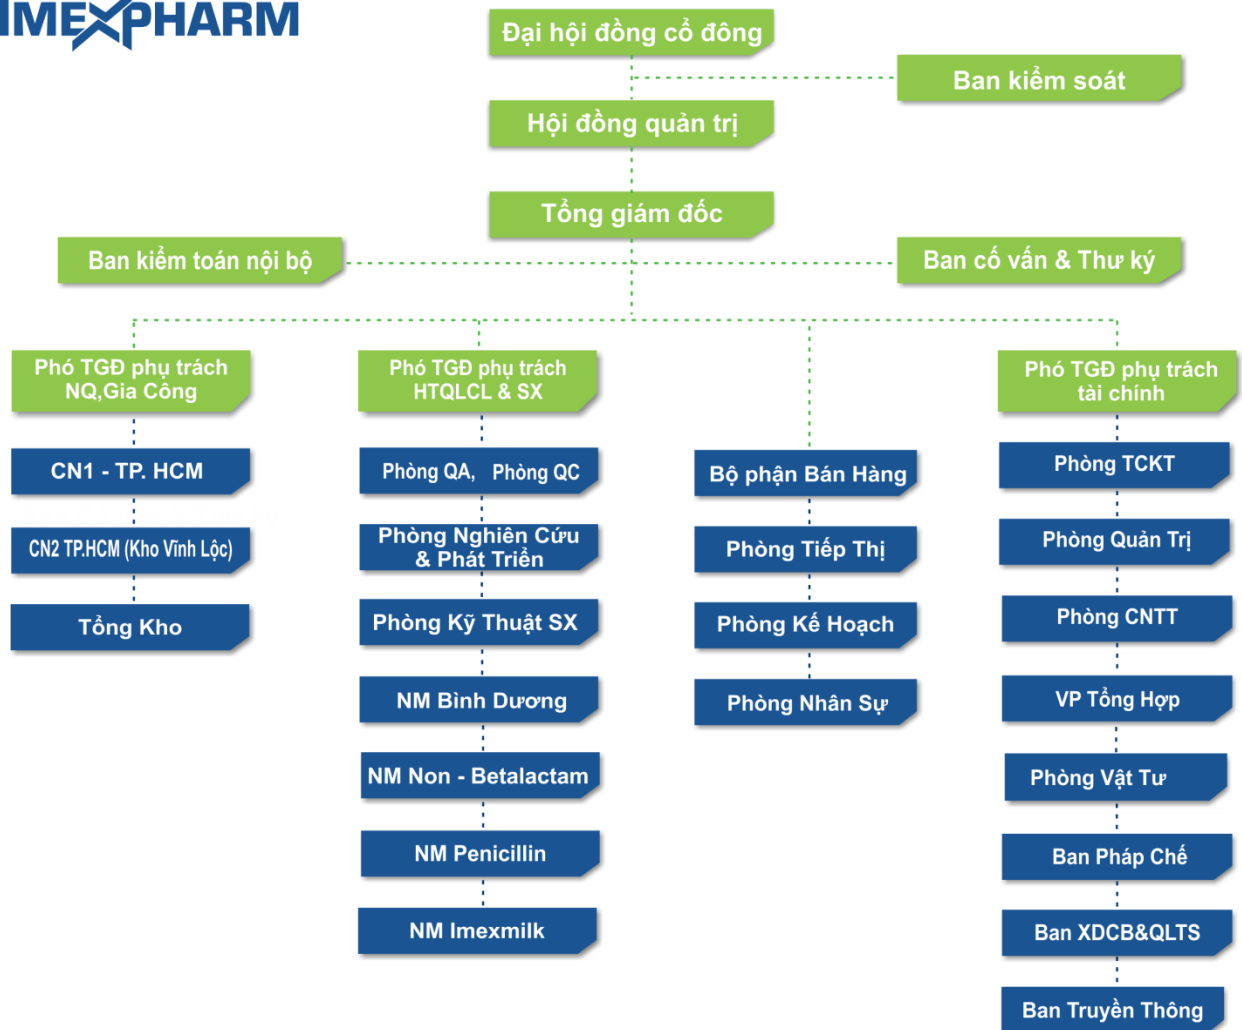 IMEXPHARM
Đại hội đồng cổ đông
Ban kiểm soát
Hội đồng quản trị
Tổng giám đốc
Ban kiểm toán nội bộ
Ban cố vấn & Thư ký
Phó TGĐ phụ trách
NQ,Gia Công
CN1 - TP. HCM
CN2 TP.HCM (Kho Vĩnh Lộc)
Tổng Kho
Phó TGĐ phụ trách
HTQLCL & SX
Phòng QA, Phòng QC
Phòng Nghiên Cứu
& Phát Triển
Phòng Kỹ Thuật SX
NM Bình Dương
NM Non - Betalactam
NM Penicillin
NM Imexmilk
Bộ phận Bán Hàng
Phòng Tiếp Thị
Phòng Kế Hoạch
Phòng Nhân Sự
Phó TGĐ phụ trách
tài chính
Phòng TCKT
Phòng Quản Trị
Phòng CNTT
VP Tổng Hợp
Phòng Vật Tư
Ban Pháp Chế
Ban XDCB&QLTS
Ban Truyền Thông